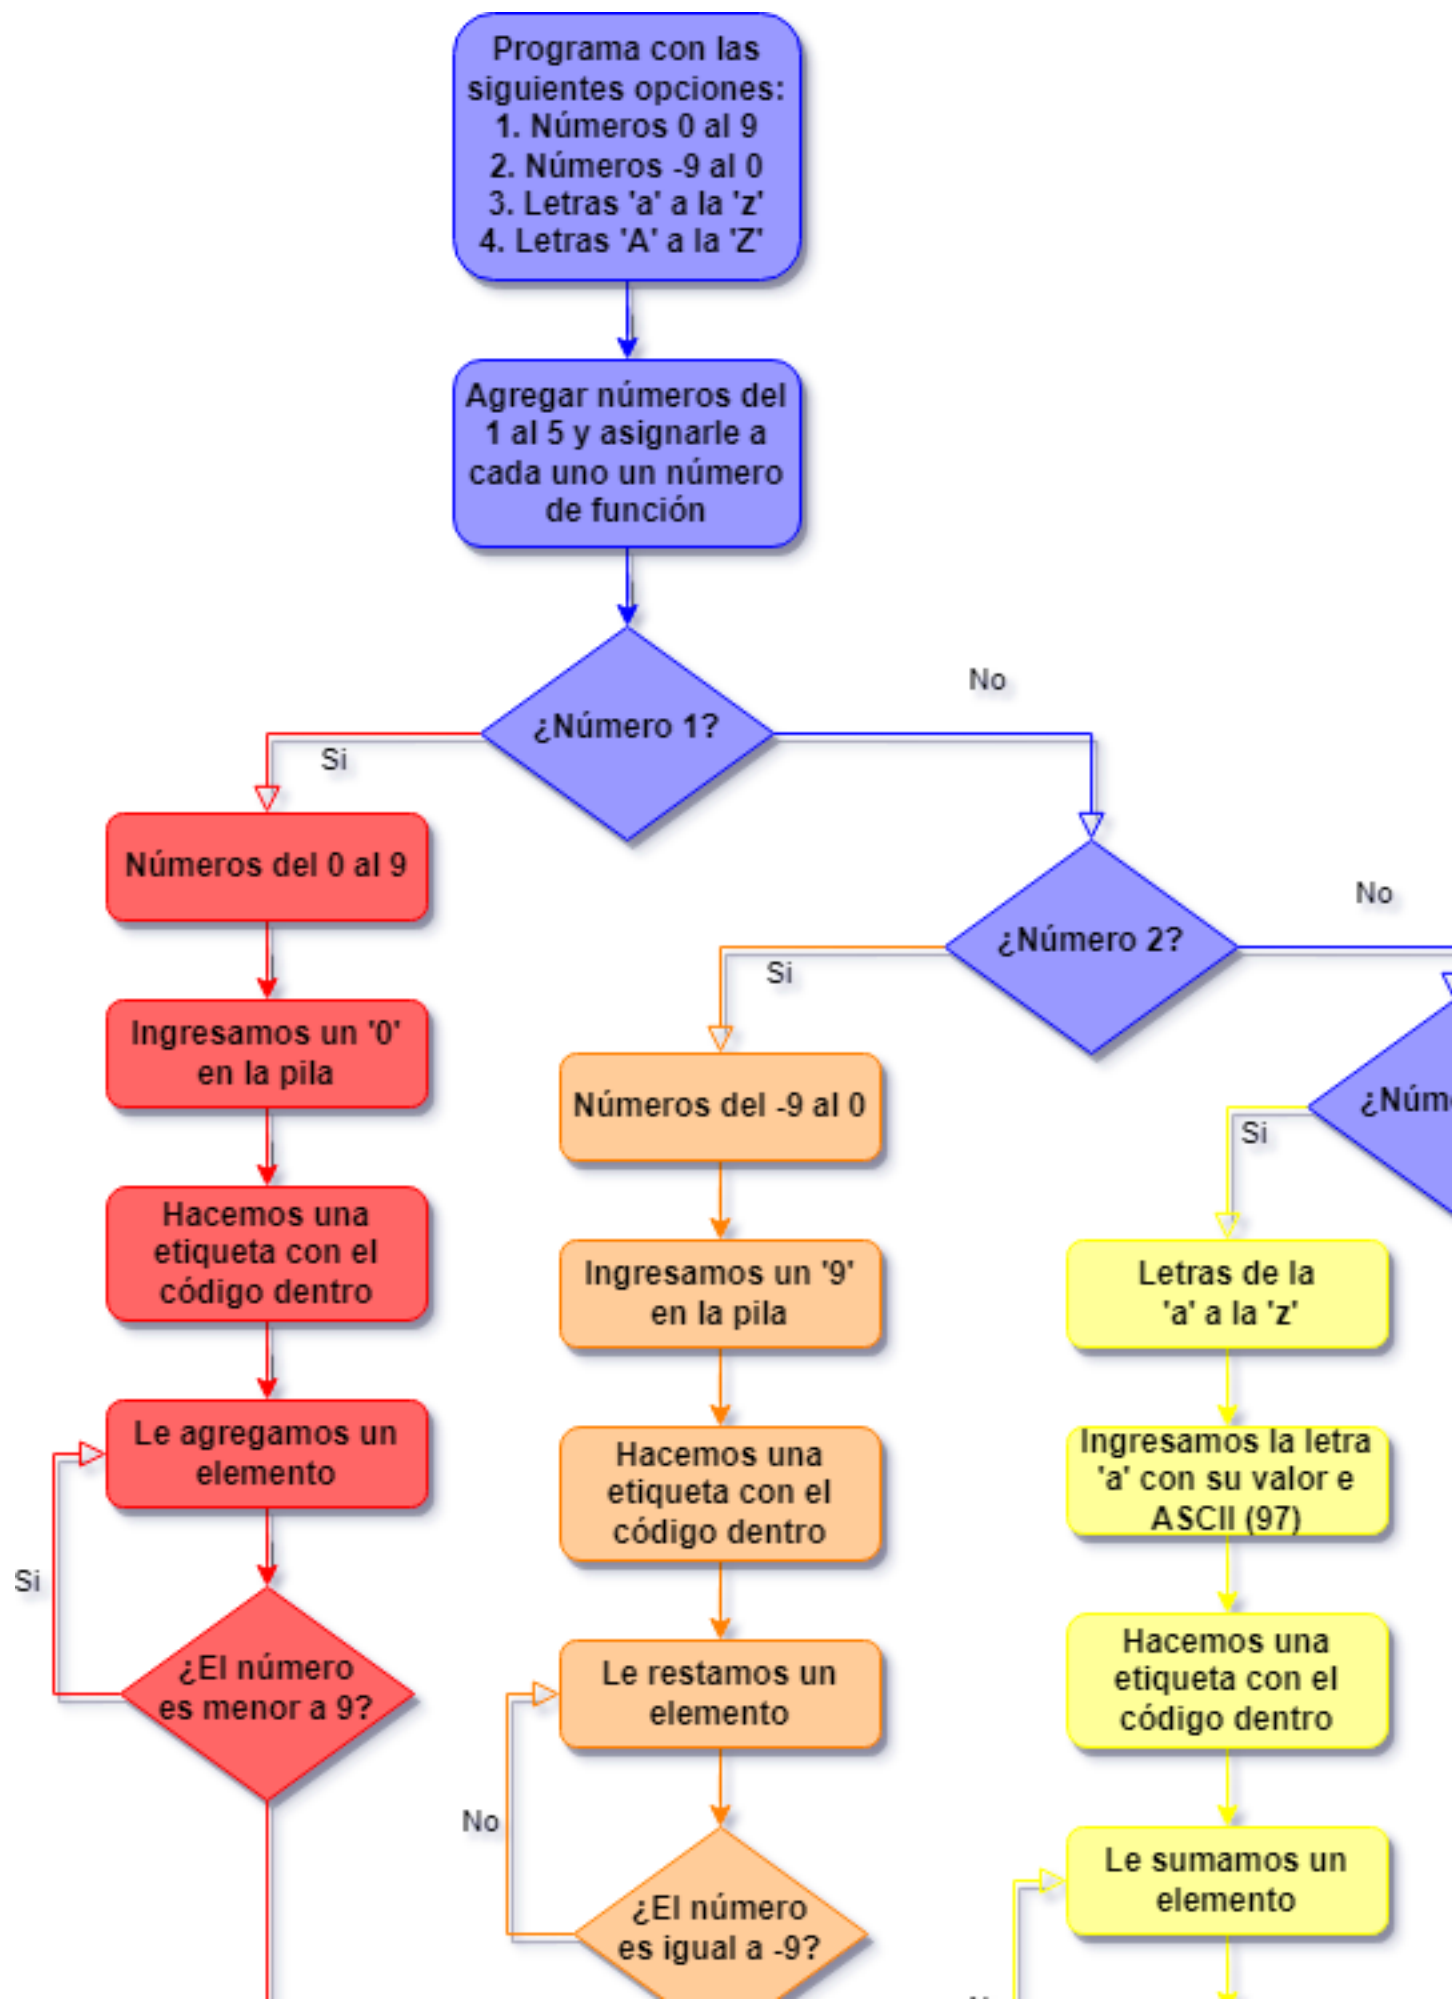 Programa con las
siguientes opciones:
1. Números 0 al 9
2. Números -9 al 0
3. Letras 'a' a la 'z'
4. Letras 'A' a la 'Z'
Agregar números del
1 al 5 y asignarle a
cada uno un número
de función
¿Número 1?
Si
No
Números del 0 al 9
Ingresamos un '0'
en la pila
Hacemos una
etiqueta con el
código dentro
Le agregamos un
elemento
Si
¿El número
es menor a 9?
¿Número 2?
Si
No
Números del -9 al 0
Ingresamos un '9'
en la pila
Hacemos una
etiqueta con el
código dentro
Le restamos un
elemento
No
¿El número
es igual a -9?
Si
Letras de la
'a' a la 'z'
Ingresamos la letra
'a' con su valor e
ASCII (97)
Hacemos una
etiqueta con el
código dentro
Le sumamos un
elemento